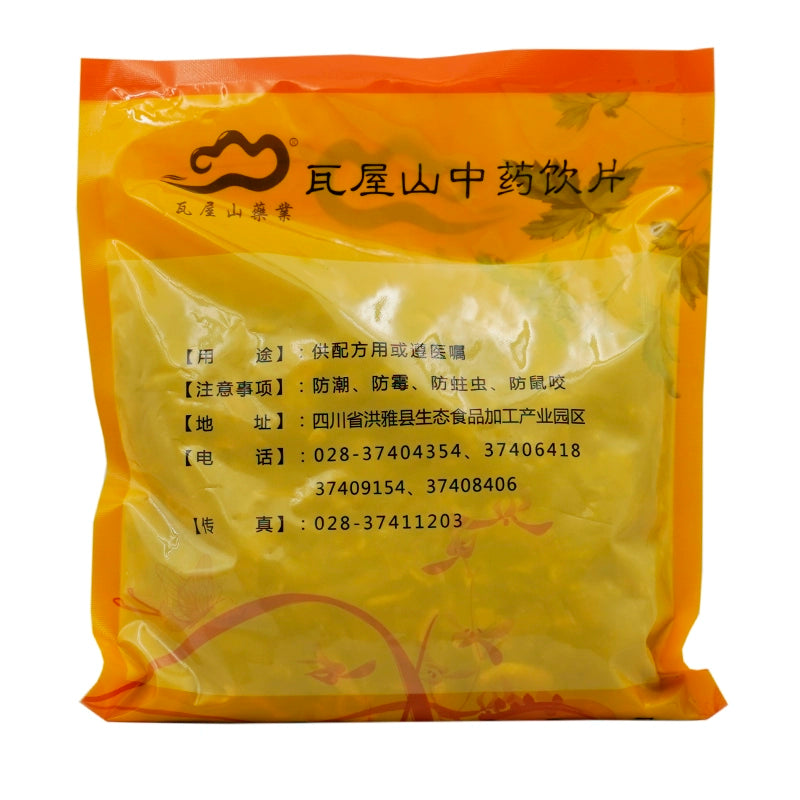 瓦屋山中药饮片
®
瓦屋山藥業
【用　　途】：供配方用或遵医嘱
【注意事项】：防潮、防霉、防蛀虫、防鼠咬
【地　　址】：四川省洪雅县生态食品加工产业园区
【电　　话】：028-37404354、37406418
37409154、37408406
【传　　真】：028-37411203